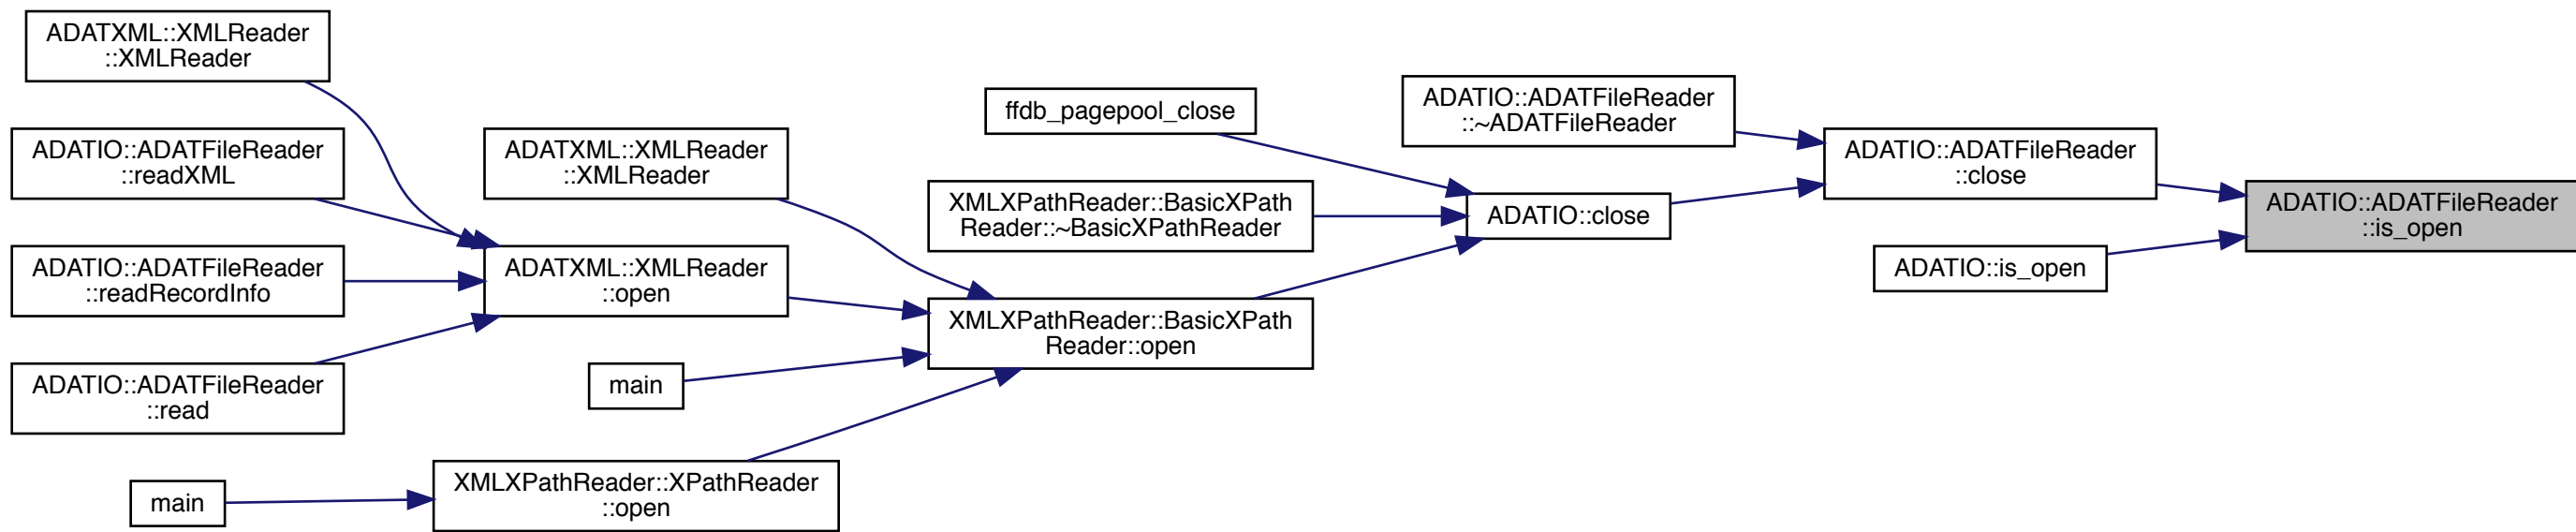 ADATXML::XMLReader
::XMLReader
ADATIO::ADATFileReader
::readXML
ADATIO::ADATFileReader
::readRecordInfo
ADATIO::ADATFileReader
::read
main
ADATXML::XMLReader
::XMLReader
ADATXML::XMLReader
::open
main
XMLXPathReader::XPathReader
::open
ffdb_pagepool_close
XMLXPathReader::BasicXPath
Reader::~BasicXPathReader
XMLXPathReader::BasicXPath
Reader::open
ADATIO::ADATFileReader
::~ADATFileReader
ADATIO::close
ADATIO::ADATFileReader
::close
ADATIO::is_open
ADATIO::ADATFileReader
::is_open